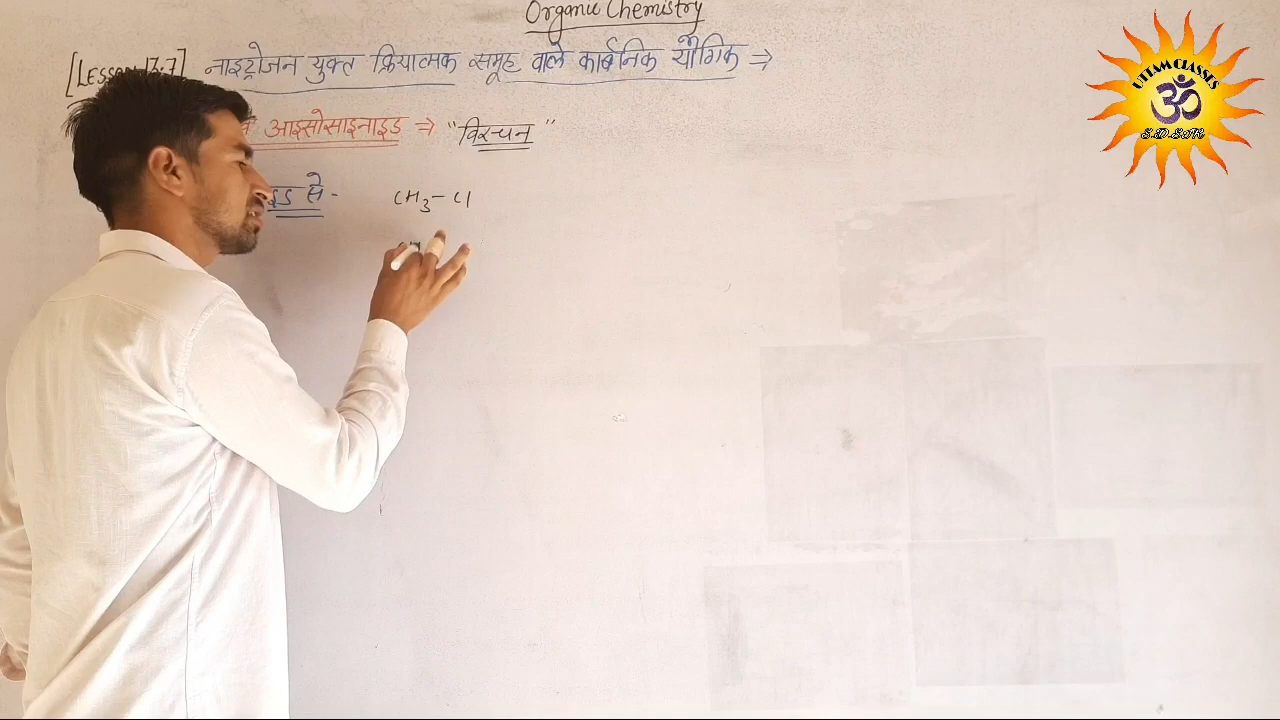 Organic Chemistry
[Lesson 13.7] नाइट्रोजन युक्त क्रियात्मक समूह वाले कार्बनिक यौगिक ⇒
आइसोसाइनाइड ⇒ "विरचन"
से - CH₃-Cl
UTTAM CLASSES
ॐ